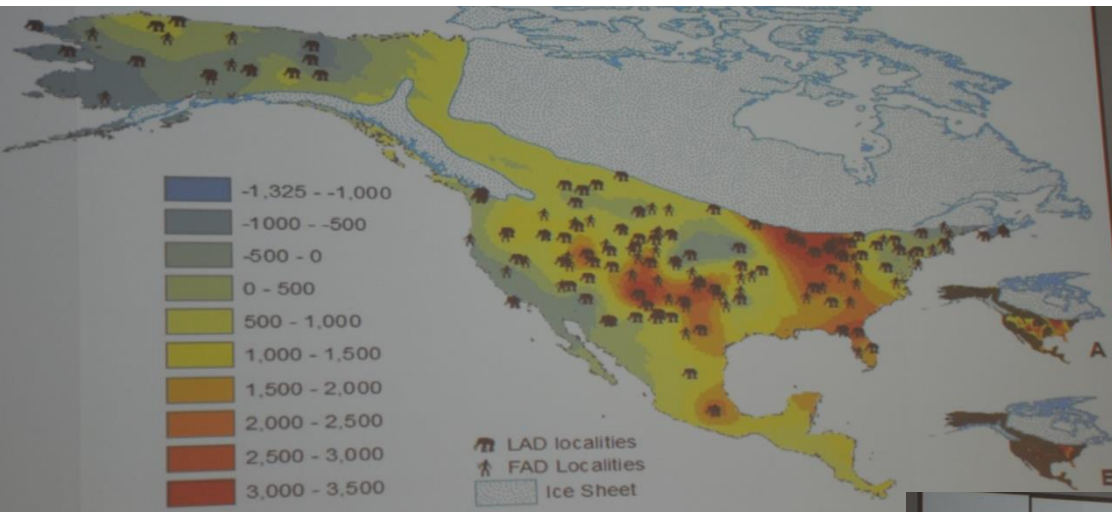 -1,325 - -1,000
-1000 - -500
-500 - 0
0 - 500
500 - 1,000
1,000 - 1,500
1,500 - 2,000
2,000 - 2,500
2,500 - 3,000
3,000 - 3,500
LAD localities
FAD Localities
Ice Sheet
A